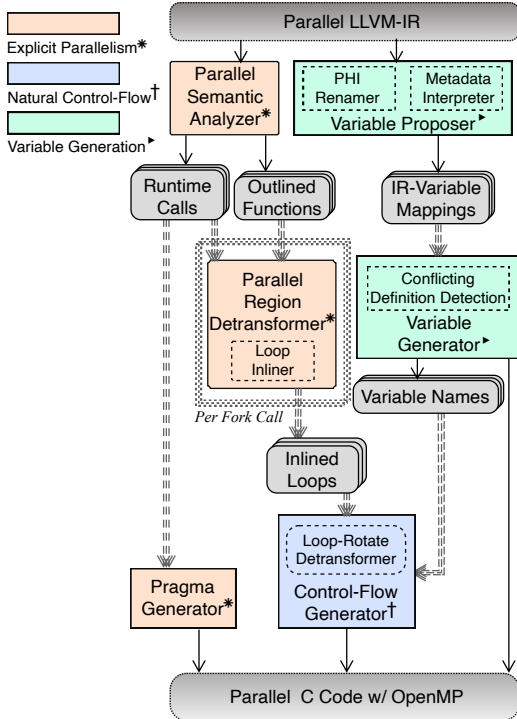 Parallel LLVM-IR
Explicit Parallelism*
Natural Control-Flow†
Variable Generation▸
Parallel
Semantic
Analyzer*
PHI
Renamer
Metadata
Interpreter
Variable Proposer▸
Runtime
Calls
Outlined
Functions
IR-Variable
Mappings
Parallel
Region
Detransformer*
Loop
Inliner
Per Fork Call
Conflicting
Definition Detection
Variable
Generator▸
Variable Names
Inlined
Loops
Loop-Rotate
Detransformer
Control-Flow
Generator†
Pragma
Generator*
Parallel C Code w/ OpenMP